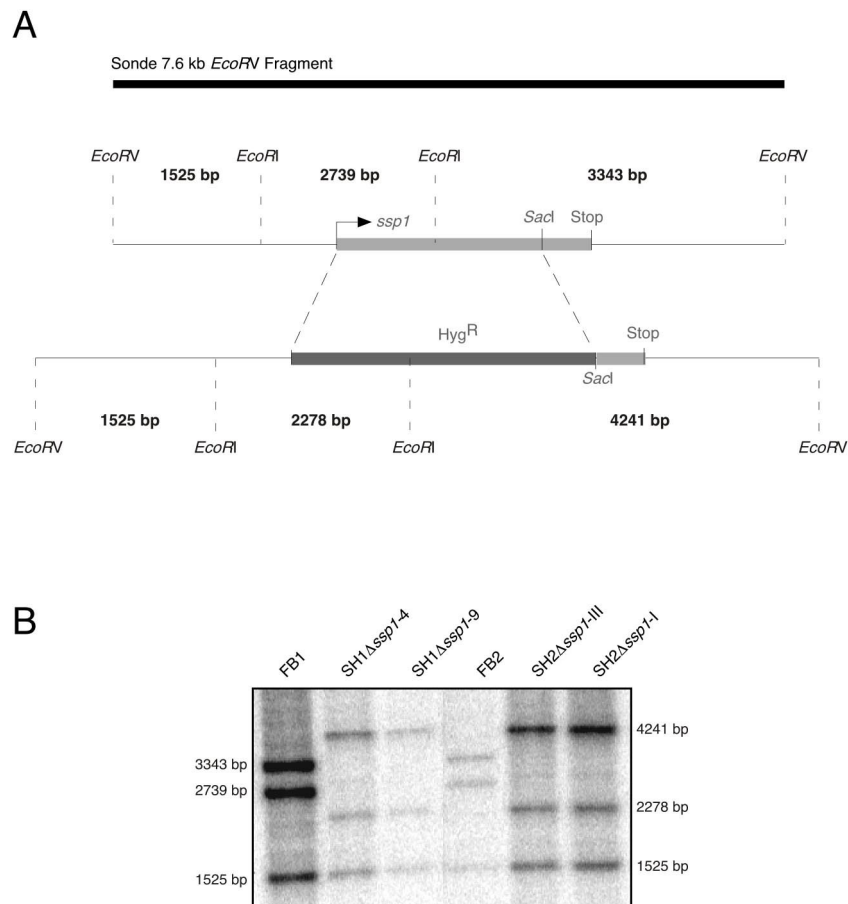 A
Sonde 7.6 kb EcoRV Fragment
EcoRV EcoRI EcoRI EcoRV
1525 bp 2739 bp 3343 bp
ssp1 SacI Stop
HygR Stop
SacI
1525 bp 2278 bp 4241 bp
EcoRV EcoRI EcoRI EcoRV
B
FB1 SH1Δssp1-4 SH1Δssp1-9 FB2 SH2Δssp1-III SH2Δssp1-I
4241 bp
3343 bp
2739 bp
2278 bp
1525 bp 1525 bp